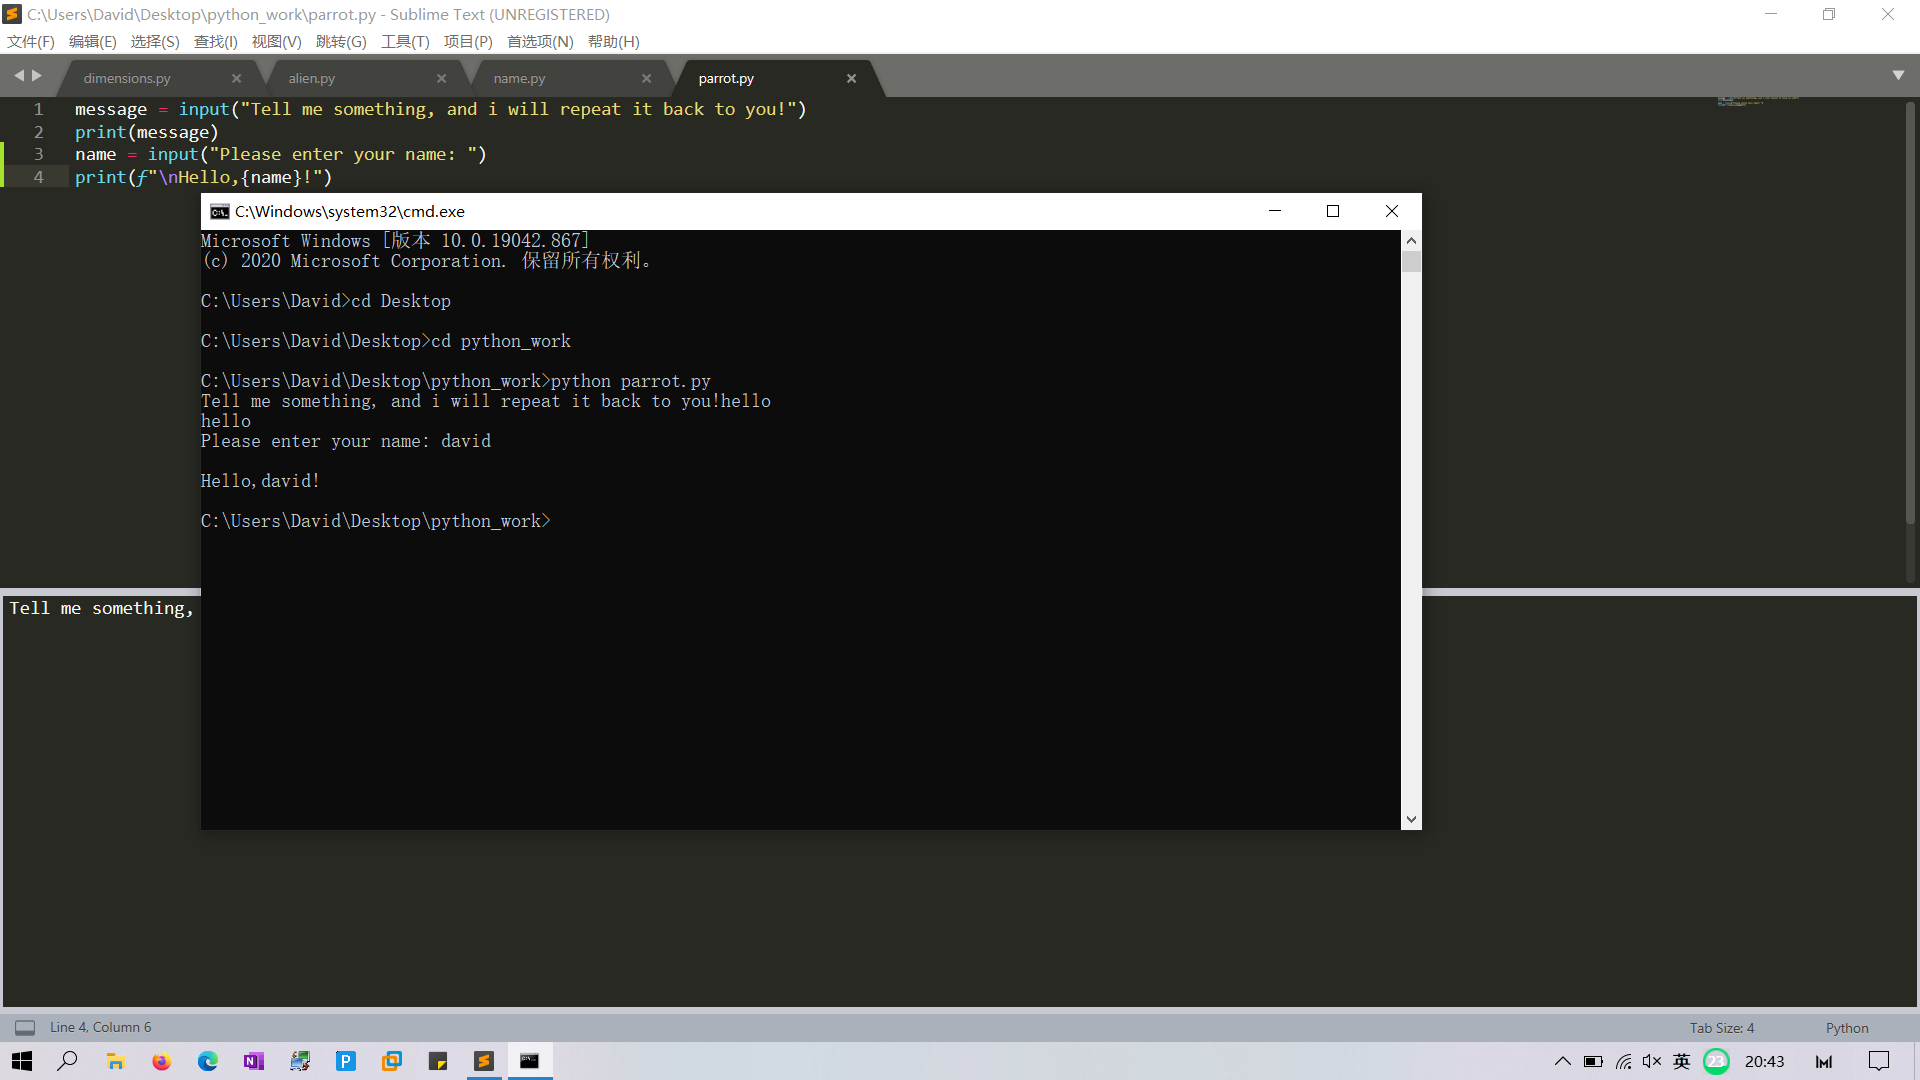 C:\Users\David\Desktop\python_work\parrot.py - Sublime Text (UNREGISTERED)
文件(F) 编辑(E) 选择(S) 查找(I) 视图(V) 跳转(G) 工具(T) 项目(P) 首选项(N) 帮助(H)
dimensions.py alien.py name.py parrot.py
1 message = input("Tell me something, and i will repeat it back to you!")
2 print(message)
3 name = input("Please enter your name: ")
4 print(f"\nHello,{name}!")
C:\Windows\system32\cmd.exe
Microsoft Windows [版本 10.0.19042.867]
(c) 2020 Microsoft Corporation. 保留所有权利。
C:\Users\David>cd Desktop
C:\Users\David\Desktop>cd python_work
C:\Users\David\Desktop\python_work>python parrot.py
Tell me something, and i will repeat it back to you!hello
hello
Please enter your name: david
Hello,david!
C:\Users\David\Desktop\python_work>
Tell me something,
Line 4, Column 6 Tab Size: 4 Python
英 23 20:43